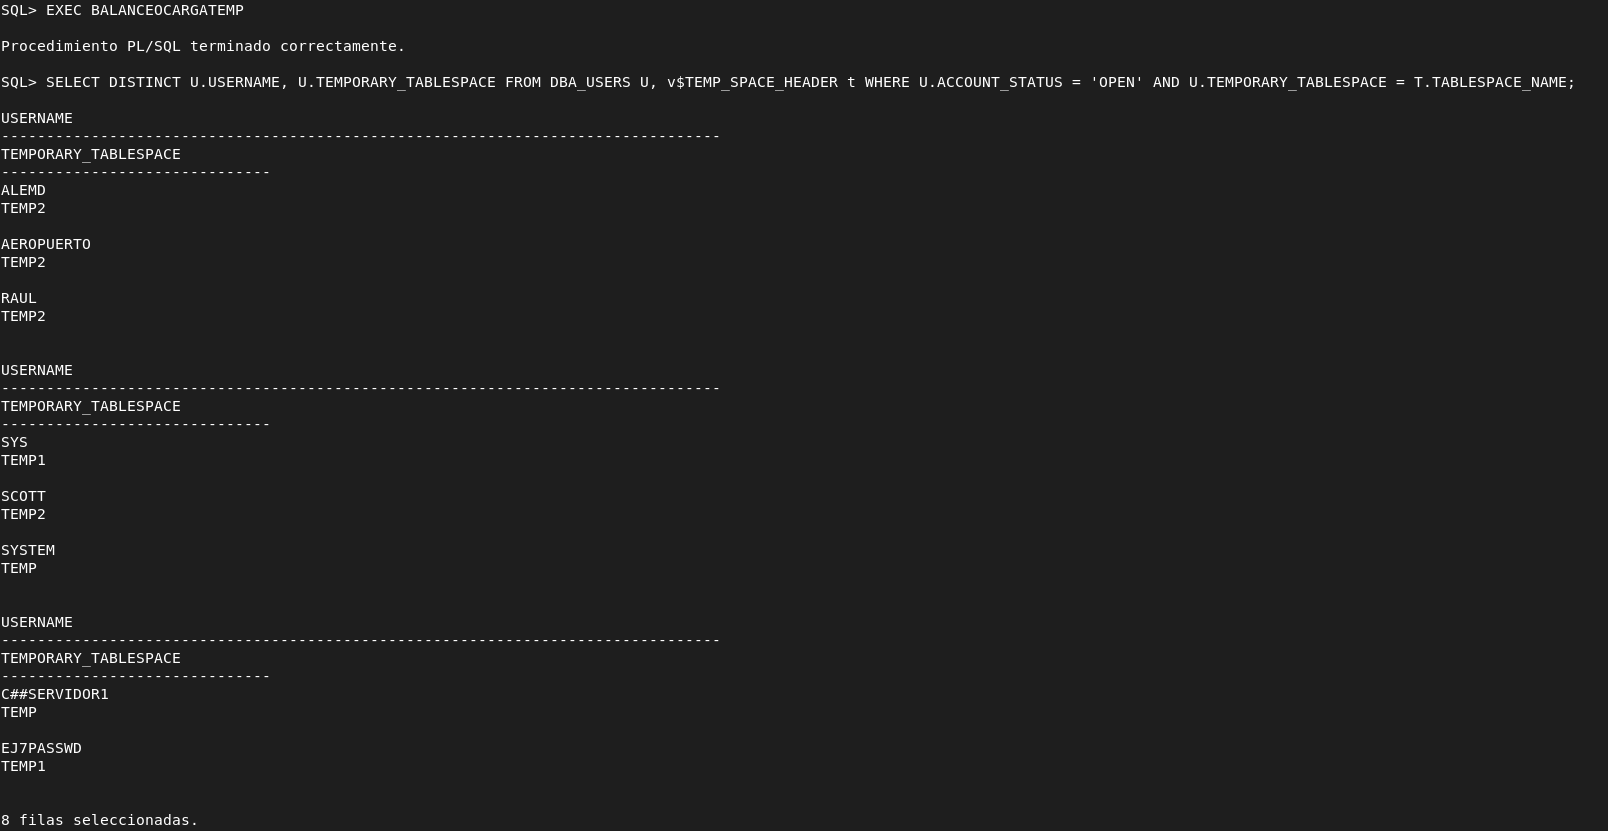 SQL> EXEC BALANCEOCARGATEMP
Procedimiento PL/SQL terminado correctamente.
SQL> SELECT DISTINCT U.USERNAME, U.TEMPORARY_TABLESPACE FROM DBA_USERS U, v$TEMP_SPACE_HEADER t WHERE U.ACCOUNT_STATUS = 'OPEN' AND U.TEMPORARY_TABLESPACE = T.TABLESPACE_NAME;
USERNAME
--------------------------------------------------------------------------------
TEMPORARY_TABLESPACE
------------------------------
ALEMD
TEMP2
AEROPUERTO
TEMP2
RAUL
TEMP2
USERNAME
--------------------------------------------------------------------------------
TEMPORARY_TABLESPACE
------------------------------
SYS
TEMP1
SCOTT
TEMP2
SYSTEM
TEMP
USERNAME
--------------------------------------------------------------------------------
TEMPORARY_TABLESPACE
------------------------------
C##SERVIDOR1
TEMP
EJ7PASSWD
TEMP1
8 filas seleccionadas.